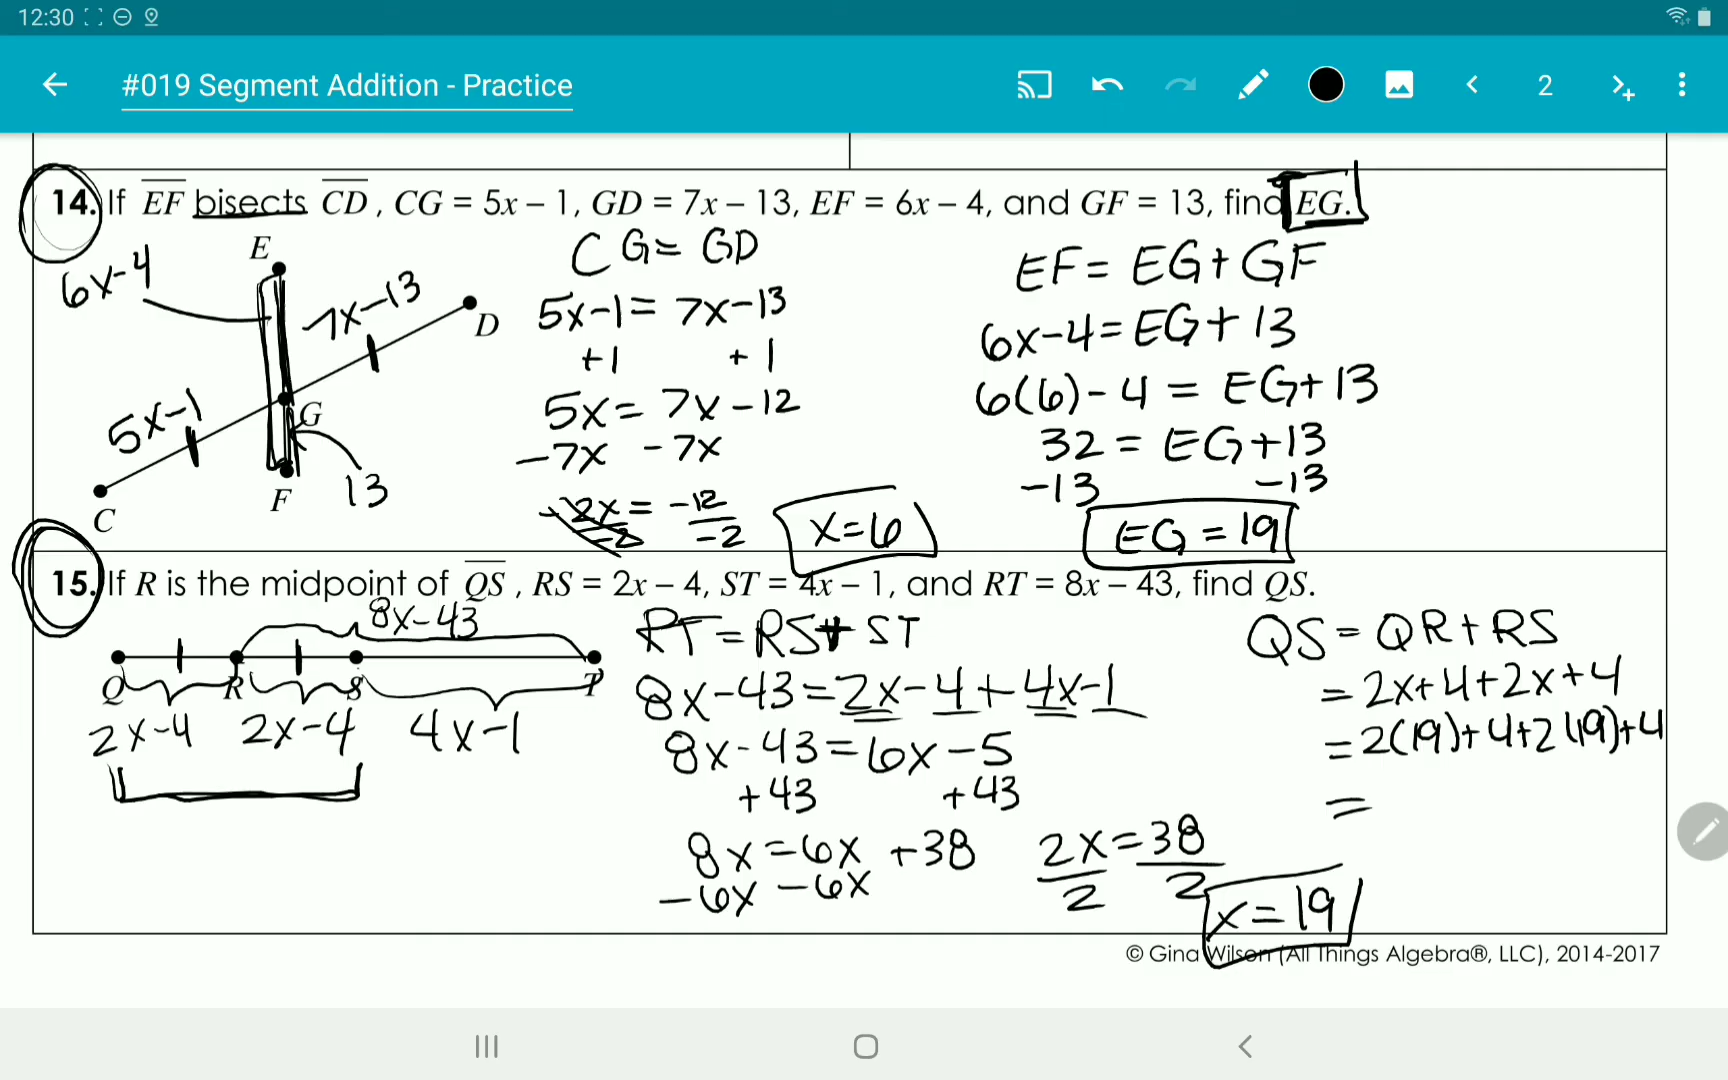 12:30
#019 Segment Addition - Practice
2
14. If EF bisects CD, CG = 5x – 1, GD = 7x – 13, EF = 6x – 4, and GF = 13, find EG.
E
6x-4
7x-13
D
5x-1
G
F
13
C
CG = GD
5x-1 = 7x-13
+1 +1
5x = 7x-12
-7x -7x
-2x = -12
-2 -2
x=6
EF = EG + GF
6x-4 = EG + 13
6(6)-4 = EG+13
32 = EG+13
-13 -13
EG = 19
15. If R is the midpoint of QS, RS = 2x – 4, ST = 4x – 1, and RT = 8x – 43, find QS.
8x-43
Q R S T
2x-4 2x-4 4x-1
RT = RS + ST
8x-43 = 2x-4+4x-1
8x-43 = 6x-5
+43 +43
8x = 6x +38
-6x -6x
2x = 38
2 2
x = 19
QS = QR + RS
= 2x+4+2x+4
= 2(19)+4+2(19)+4
=
© Gina Wilson (All Things Algebra®, LLC), 2014-2017